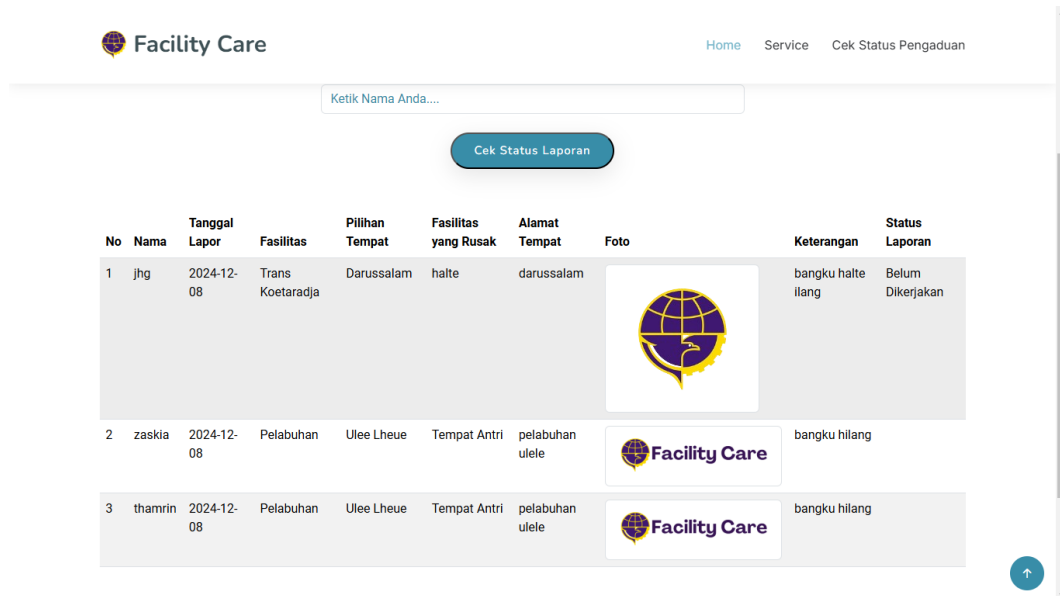 Facility Care
Home Service Cek Status Pengaduan
Ketik Nama Anda....
Cek Status Laporan
No Nama Tanggal Lapor Fasilitas Pilihan Tempat Fasilitas yang Rusak Alamat Tempat Foto Keterangan Status Laporan
1 jhg 2024-12-08 Trans Koetaradja Darussalam halte darussalam bangku halte ilang Belum Dikerjakan
2 zaskia 2024-12-08 Pelabuhan Ulee Lheue Tempat Antri pelabuhan ulele Facility Care bangku hilang
3 thamrin 2024-12-08 Pelabuhan Ulee Lheue Tempat Antri pelabuhan ulele Facility Care bangku hilang